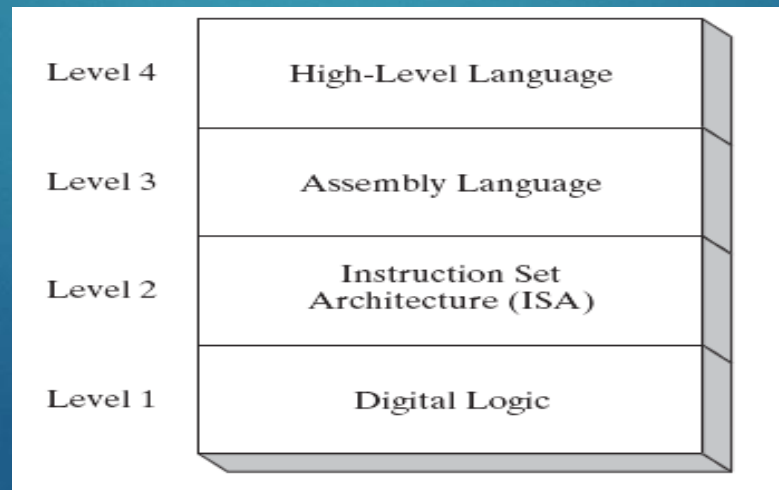 Level 4
High-Level Language
Level 3
Assembly Language
Level 2
Instruction Set
Architecture (ISA)
Level 1
Digital Logic